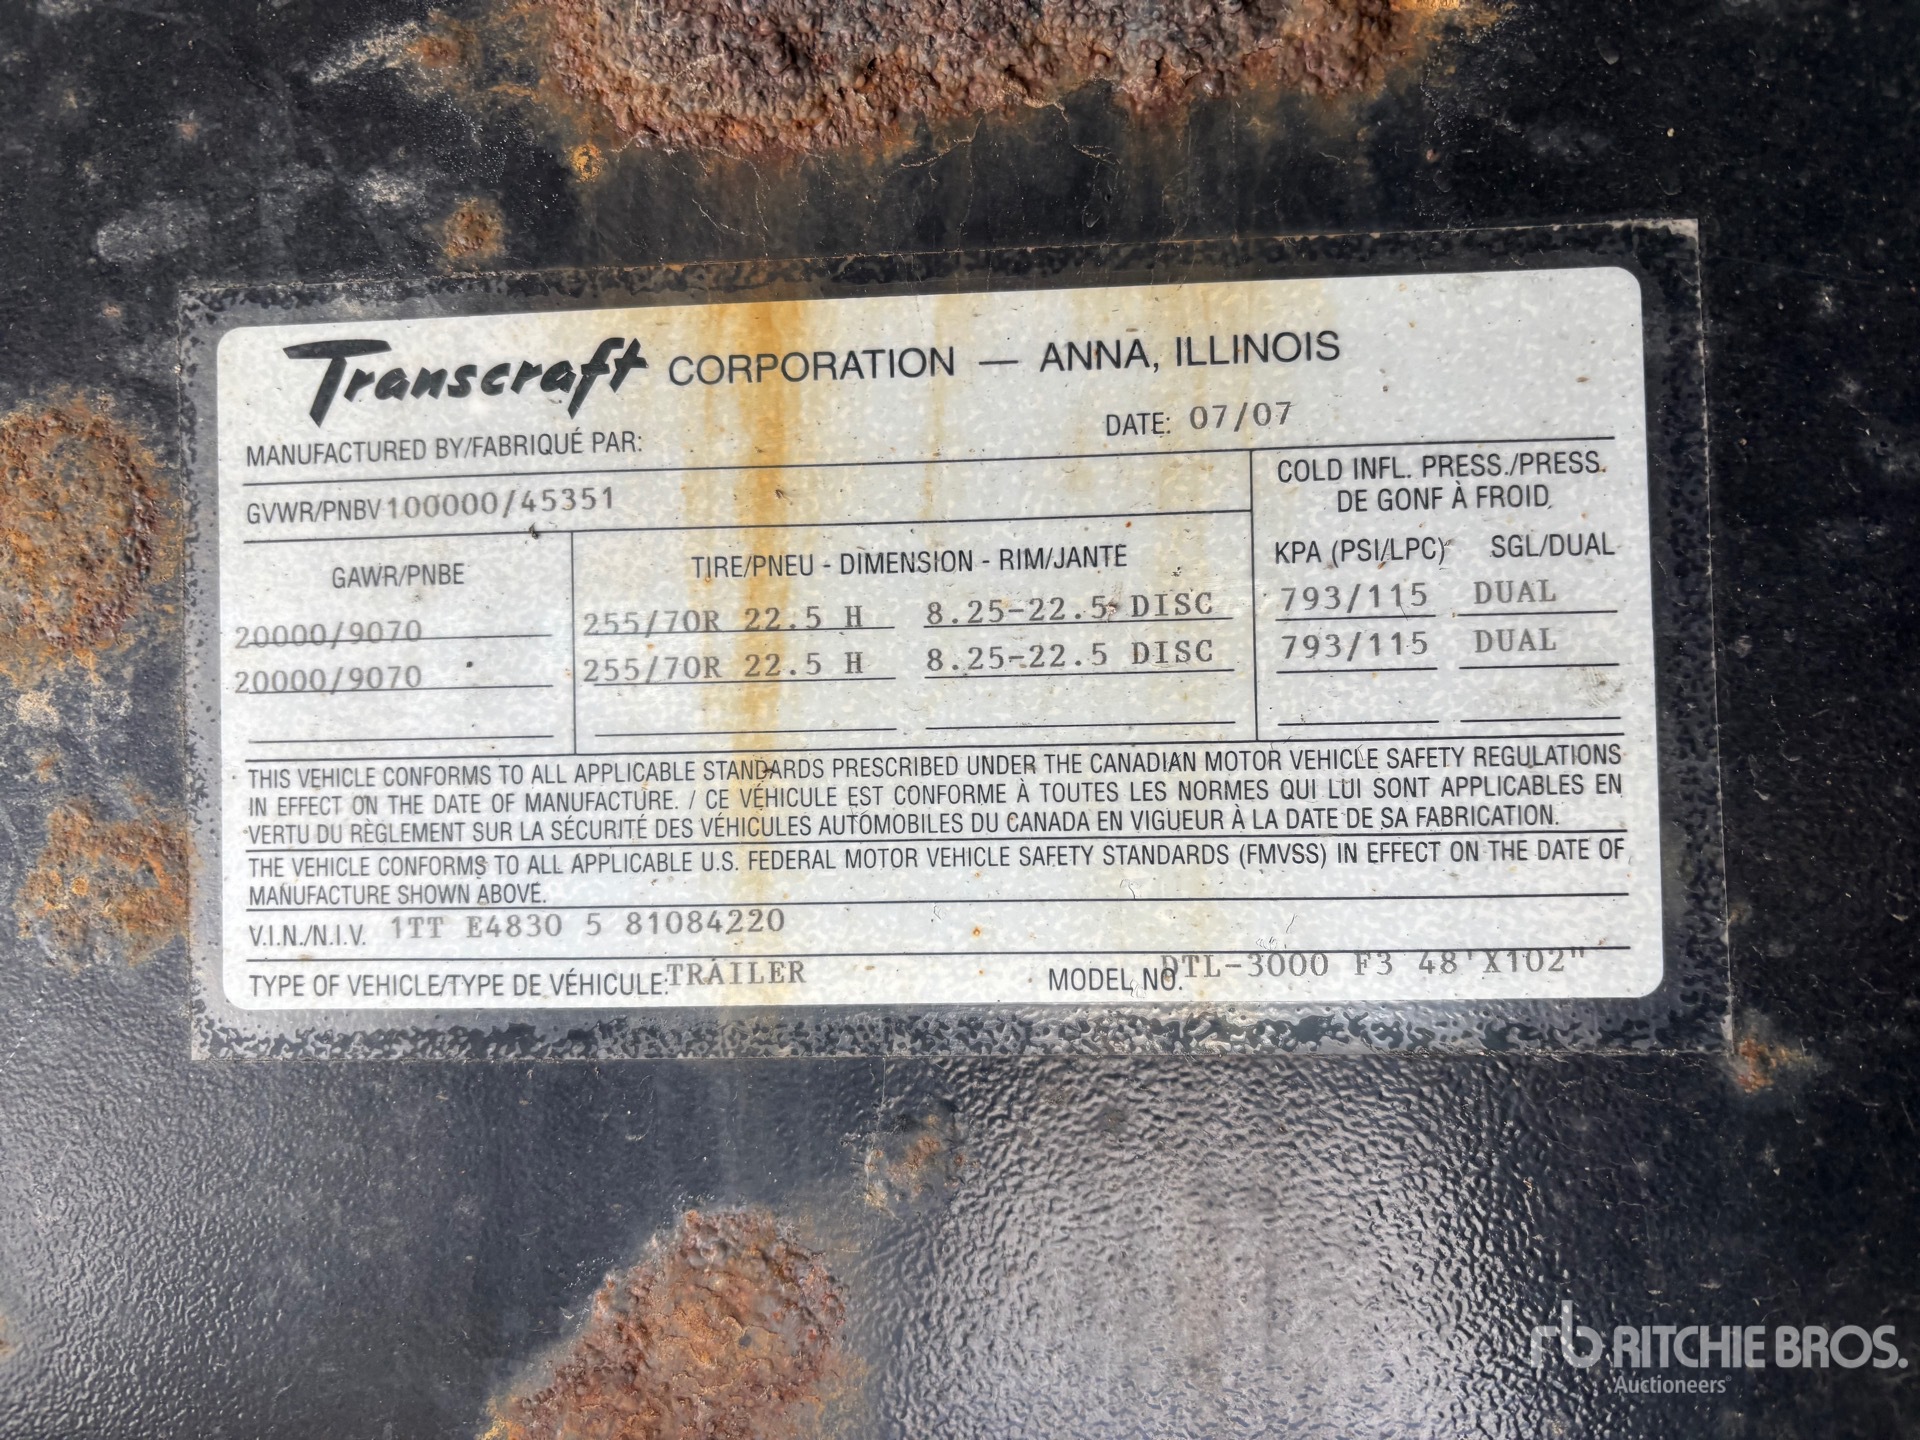 Transcraft CORPORATION — ANNA, ILLINOIS
DATE: 07/07
MANUFACTURED BY/FABRIQUÉ PAR:
GVWR/PNBV 100000/45351
COLD INFL. PRESS./PRESS.
DE GONF À FROID
GAWR/PNBE TIRE/PNEU - DIMENSION - RIM/JANTE KPA (PSI/LPC) SGL/DUAL
20000/9070 255/70R 22.5 H 8.25-22.5 DISC 793/115 DUAL
20000/9070 255/70R 22.5 H 8.25-22.5 DISC 793/115 DUAL
THIS VEHICLE CONFORMS TO ALL APPLICABLE STANDARDS PRESCRIBED UNDER THE CANADIAN MOTOR VEHICLE SAFETY REGULATIONS
IN EFFECT ON THE DATE OF MANUFACTURE. / CE VÉHICULE EST CONFORME À TOUTES LES NORMES QUI LUI SONT APPLICABLES EN
VERTU DU RÈGLEMENT SUR LA SÉCURITÉ DES VÉHICULES AUTOMOBILES DU CANADA EN VIGUEUR À LA DATE DE SA FABRICATION.
THE VEHICLE CONFORMS TO ALL APPLICABLE U.S. FEDERAL MOTOR VEHICLE SAFETY STANDARDS (FMVSS) IN EFFECT ON THE DATE OF
MANUFACTURE SHOWN ABOVE.
V.I.N./N.I.V. 1TT E4830 5 81084220
TYPE OF VEHICLE/TYPE DE VÉHICULE: TRAILER MODEL NO. DTL-3000 F3 48'X102"
rb RITCHIE BROS.
Auctioneers